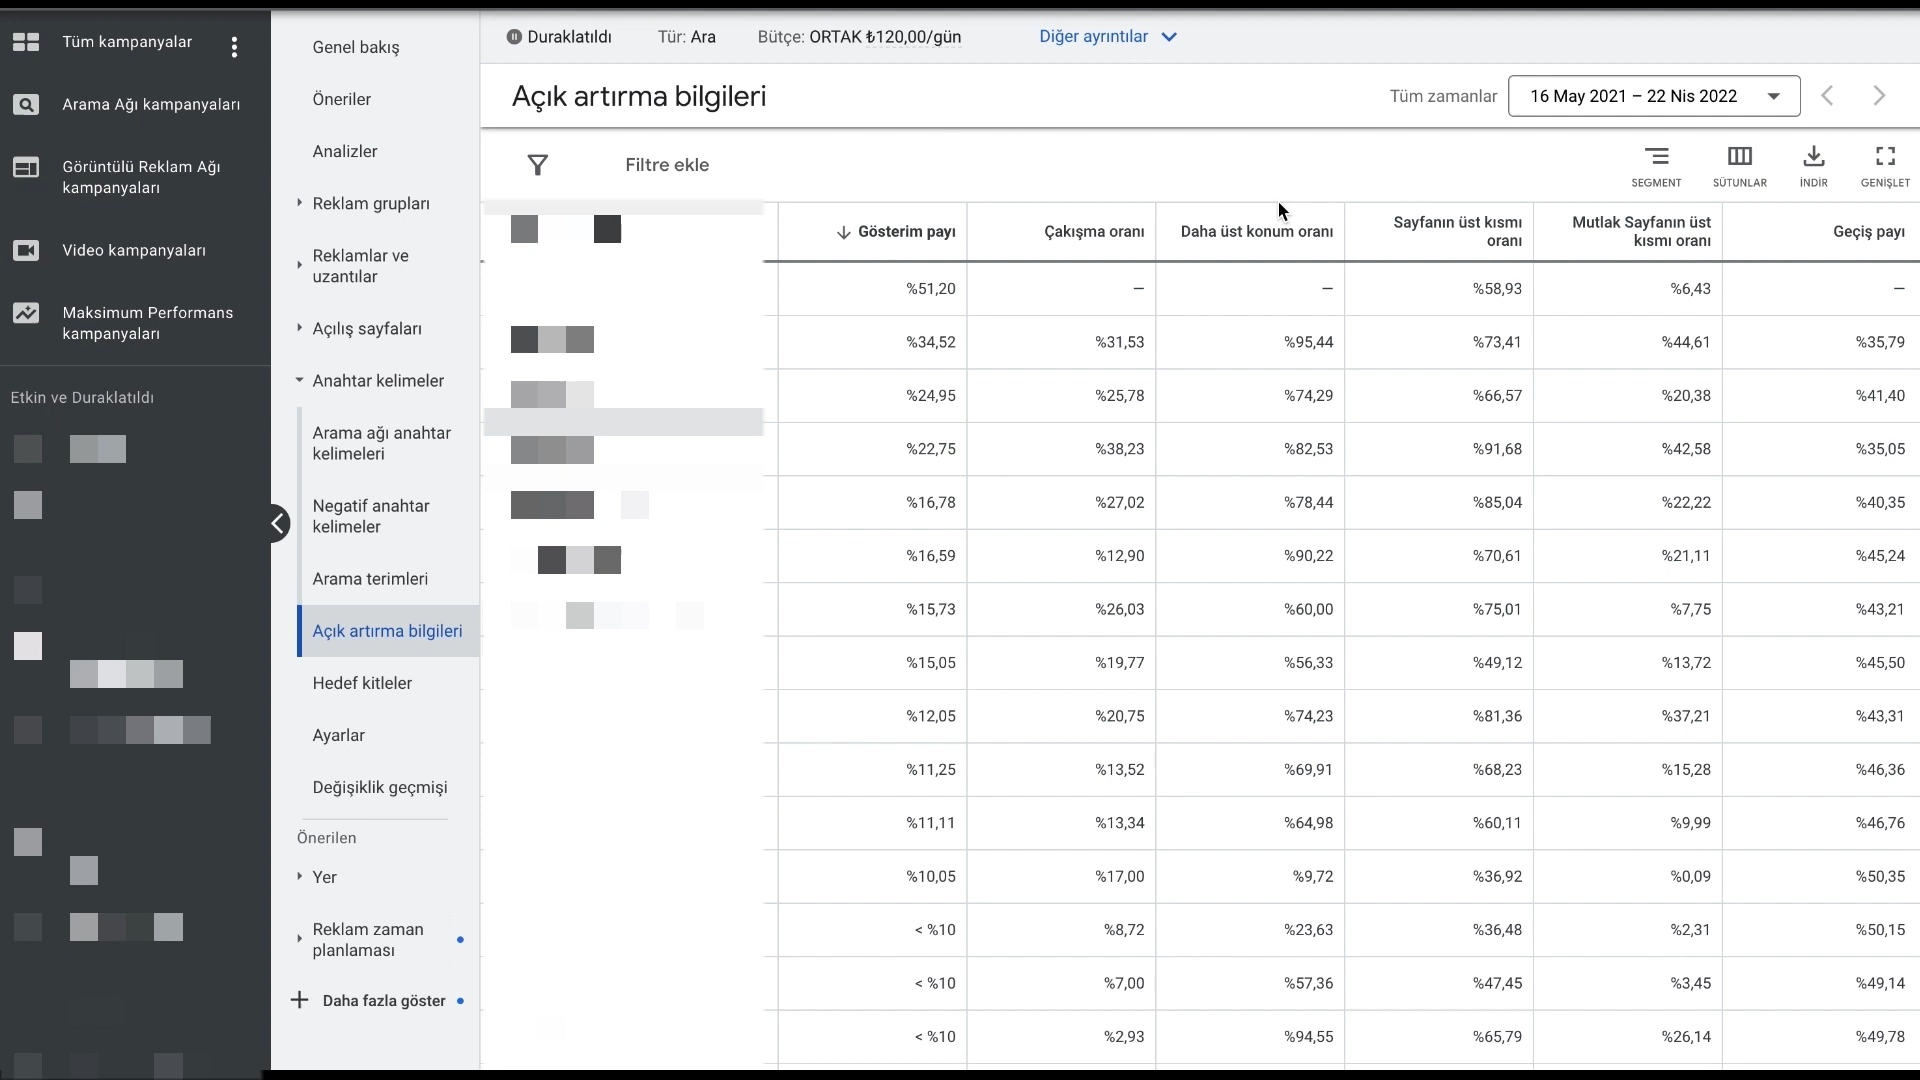 Tüm kampanyalar
Arama Ağı kampanyaları
Görüntülü Reklam Ağı
kampanyaları
Video kampanyaları
Maksimum Performans
kampanyaları
Etkin ve Duraklatıldı
Genel bakış
Öneriler
Analizler
Reklam grupları
Reklamlar ve
uzantılar
Açılış sayfaları
Anahtar kelimeler
Arama ağı anahtar
kelimeleri
Negatif anahtar
kelimeler
Arama terimleri
Açık artırma bilgileri
Hedef kitleler
Ayarlar
Değişiklik geçmişi
Önerilen
Yer
Reklam zaman
planlaması
Daha fazla göster
Duraklatıldı Tür: Ara Bütçe: ORTAK ₺120,00/gün Diğer ayrıntılar
Açık artırma bilgileri Tüm zamanlar 16 May 2021 – 22 Nis 2022
Filtre ekle SEGMENT SÜTUNLAR İNDİR GENİŞLET
Gösterim payı Çakışma oranı Daha üst konum oranı Sayfanın üst kısmı oranı Mutlak Sayfanın üst kısmı oranı Geçiş payı
%51,20 — — %58,93 %6,43 —
%34,52 %31,53 %95,44 %73,41 %44,61 %35,79
%24,95 %25,78 %74,29 %66,57 %20,38 %41,40
%22,75 %38,23 %82,53 %91,68 %42,58 %35,05
%16,78 %27,02 %78,44 %85,04 %22,22 %40,35
%16,59 %12,90 %90,22 %70,61 %21,11 %45,24
%15,73 %26,03 %60,00 %75,01 %7,75 %43,21
%15,05 %19,77 %56,33 %49,12 %13,72 %45,50
%12,05 %20,75 %74,23 %81,36 %37,21 %43,31
%11,25 %13,52 %69,91 %68,23 %15,28 %46,36
%11,11 %13,34 %64,98 %60,11 %9,99 %46,76
%10,05 %17,00 %9,72 %36,92 %0,09 %50,35
< %10 %8,72 %23,63 %36,48 %2,31 %50,15
< %10 %7,00 %57,36 %47,45 %3,45 %49,14
< %10 %2,93 %94,55 %65,79 %26,14 %49,78